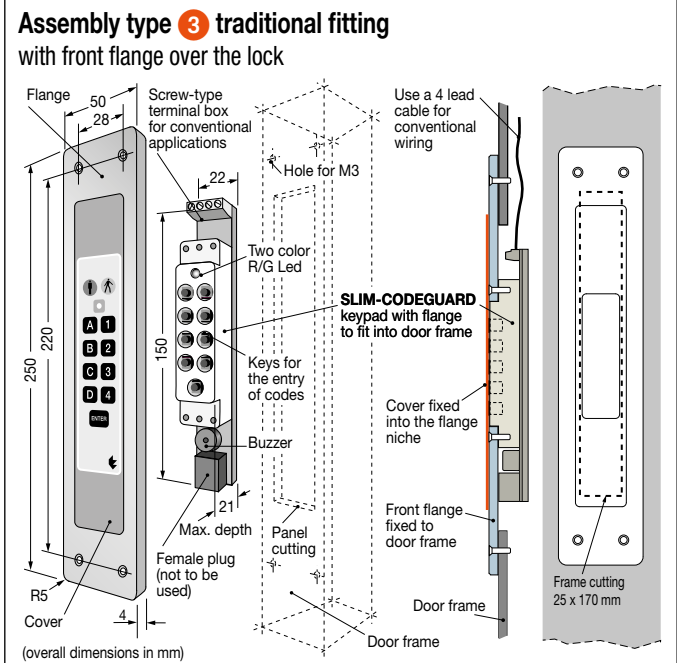 Assembly type 3 traditional fitting
with front flange over the lock
Flange
50
28
Screw-type
terminal box
for conventional
applications
22
Hole for M3
Use a 4 lead
cable for
conventional
wiring
Two color
R/G Led
SLIM-CODEGUARD
keypad with flange
to fit into door frame
250
220
150
A 1
B 2
C 3
D 4
ENTER
Keys for
the entry
of codes
Cover fixed
into the flange
niche
Buzzer
21
Max. depth
Female plug
(not to be
used)
Panel
cutting
Front flange
fixed to
door frame
R5
Cover
4
Door frame
Door frame
Frame cutting
25 x 170 mm
(overall dimensions in mm)